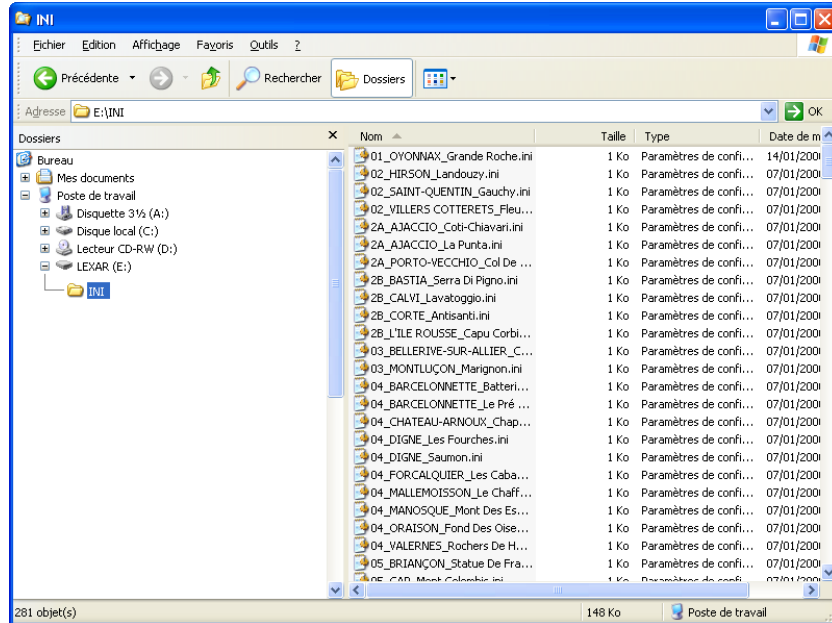 INI
Fichier Edition Affichage Favoris Outils ?
Précédente Rechercher Dossiers
Adresse E:\INI OK
Dossiers
Bureau
Mes documents
Poste de travail
Disquette 3½ (A:)
Disque local (C:)
Lecteur CD-RW (D:)
LEXAR (E:)
INI
Nom Taille Type Date de m
01_OYONNAX_Grande Roche.ini 1 Ko Paramètres de confi... 14/01/200
02_HIRSON_Landouzy.ini 1 Ko Paramètres de confi... 07/01/200
02_SAINT-QUENTIN_Gauchy.ini 1 Ko Paramètres de confi... 07/01/200
02_VILLERS COTTERETS_Fleu... 1 Ko Paramètres de confi... 07/01/200
2A_AJACCIO_Coti-Chiavari.ini 1 Ko Paramètres de confi... 07/01/200
2A_AJACCIO_La Punta.ini 1 Ko Paramètres de confi... 07/01/200
2A_PORTO-VECCHIO_Col De ... 1 Ko Paramètres de confi... 07/01/200
2B_BASTIA_Serra Di Pigno.ini 1 Ko Paramètres de confi... 07/01/200
2B_CALVI_Lavatoggio.ini 1 Ko Paramètres de confi... 07/01/200
2B_CORTE_Antisanti.ini 1 Ko Paramètres de confi... 07/01/200
2B_L'ILE ROUSSE_Capu Corbi... 1 Ko Paramètres de confi... 07/01/200
03_BELLERIVE-SUR-ALLIER_C... 1 Ko Paramètres de confi... 07/01/200
03_MONTLUÇON_Marignon.ini 1 Ko Paramètres de confi... 07/01/200
04_BARCELONNETTE_Batteri... 1 Ko Paramètres de confi... 07/01/200
04_BARCELONNETTE_Le Pré ... 1 Ko Paramètres de confi... 07/01/200
04_CHATEAU-ARNOUX_Chap... 1 Ko Paramètres de confi... 07/01/200
04_DIGNE_Les Fourches.ini 1 Ko Paramètres de confi... 07/01/200
04_DIGNE_Saumon.ini 1 Ko Paramètres de confi... 07/01/200
04_FORCALQUIER_Les Caba... 1 Ko Paramètres de confi... 07/01/200
04_MALLEMOISSON_Le Chaff... 1 Ko Paramètres de confi... 07/01/200
04_MANOSQUE_Mont Des Es... 1 Ko Paramètres de confi... 07/01/200
04_ORAISON_Fond Des Oise... 1 Ko Paramètres de confi... 07/01/200
04_VALERNES_Rochers De H... 1 Ko Paramètres de confi... 07/01/200
05_BRIANÇON_Statue De Fra... 1 Ko Paramètres de confi... 07/01/200
05_GAP_Mont Colombis.ini 1 Ko Paramètres de confi... 07/01/200
281 objet(s) 148 Ko Poste de travail